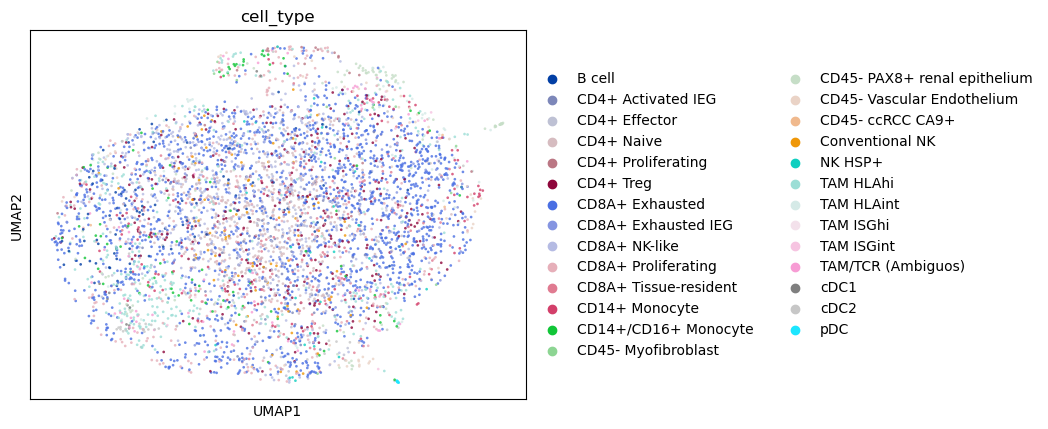 cell_type
UMAP2
UMAP1
B cell
CD4+ Activated IEG
CD4+ Effector
CD4+ Naive
CD4+ Proliferating
CD4+ Treg
CD8A+ Exhausted
CD8A+ Exhausted IEG
CD8A+ NK-like
CD8A+ Proliferating
CD8A+ Tissue-resident
CD14+ Monocyte
CD14+/CD16+ Monocyte
CD45- Myofibroblast
CD45- PAX8+ renal epithelium
CD45- Vascular Endothelium
CD45- ccRCC CA9+
Conventional NK
NK HSP+
TAM HLAhi
TAM HLAint
TAM ISGhi
TAM ISGint
TAM/TCR (Ambiguos)
cDC1
cDC2
pDC